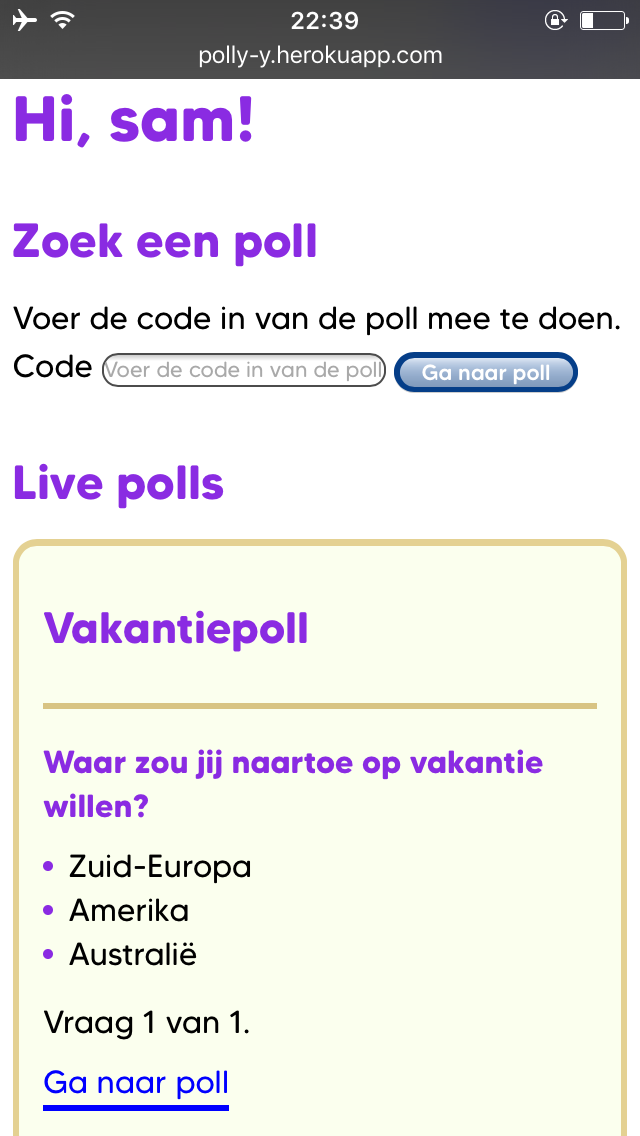 22:39
polly-y.herokuapp.com
Hi, sam!
Zoek een poll
Voer de code in van de poll mee te doen.
Code Voer de code in van de poll Ga naar poll
Live polls
Vakantiepoll
Waar zou jij naartoe op vakantie
willen?
• Zuid-Europa
• Amerika
• Australië
Vraag 1 van 1.
Ga naar poll